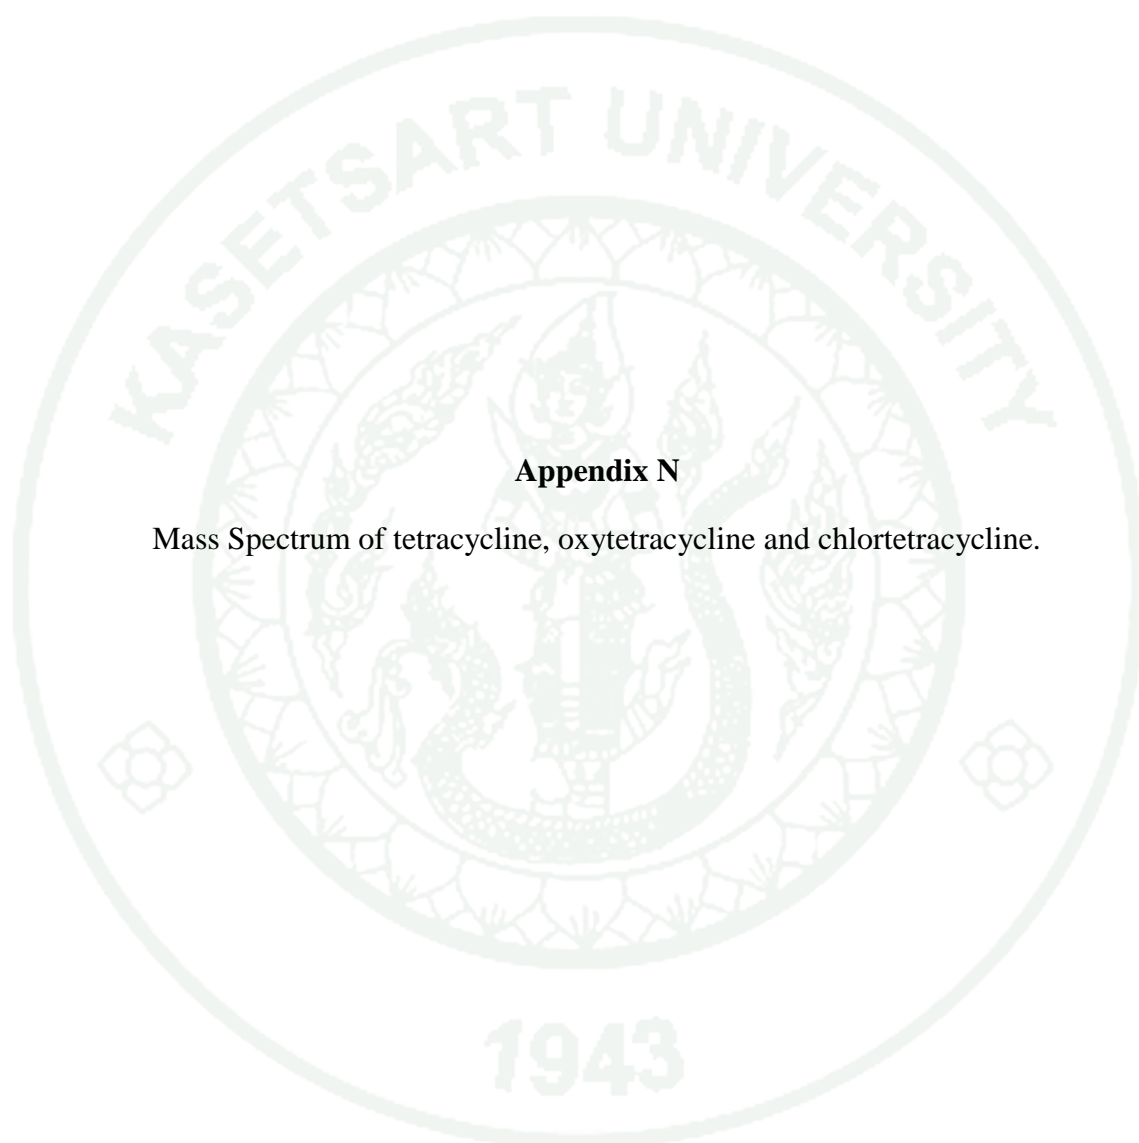 KASETSART UNIVERSITY
Appendix N
Mass Spectrum of tetracycline, oxytetracycline and chlortetracycline.
1943